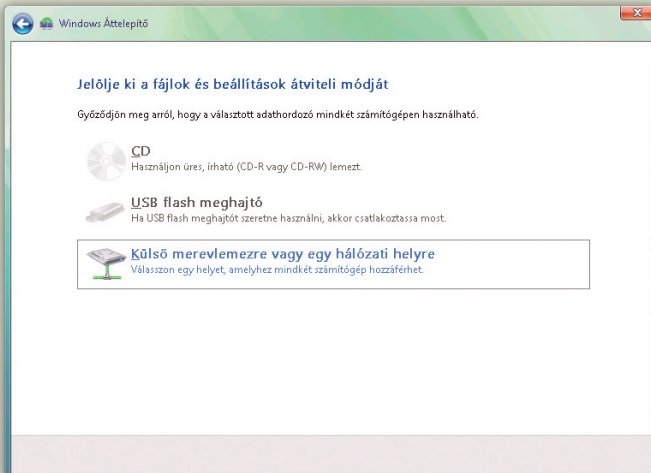 Windows Áttelepítő
Jelölje ki a fájlok és beállítások átviteli módját
Győződjön meg arról, hogy a választott adathordozó mindkét számítógépen használható.
CD
Használjon üres, írható (CD-R vagy CD-RW) lemezt.
USB flash meghajtó
Ha USB flash meghajtót szeretne használni, akkor csatlakoztassa most.
Külső merevlemezre vagy egy hálózati helyre
Válasszon egy helyet, amelyhez mindkét számítógép hozzáférhet.